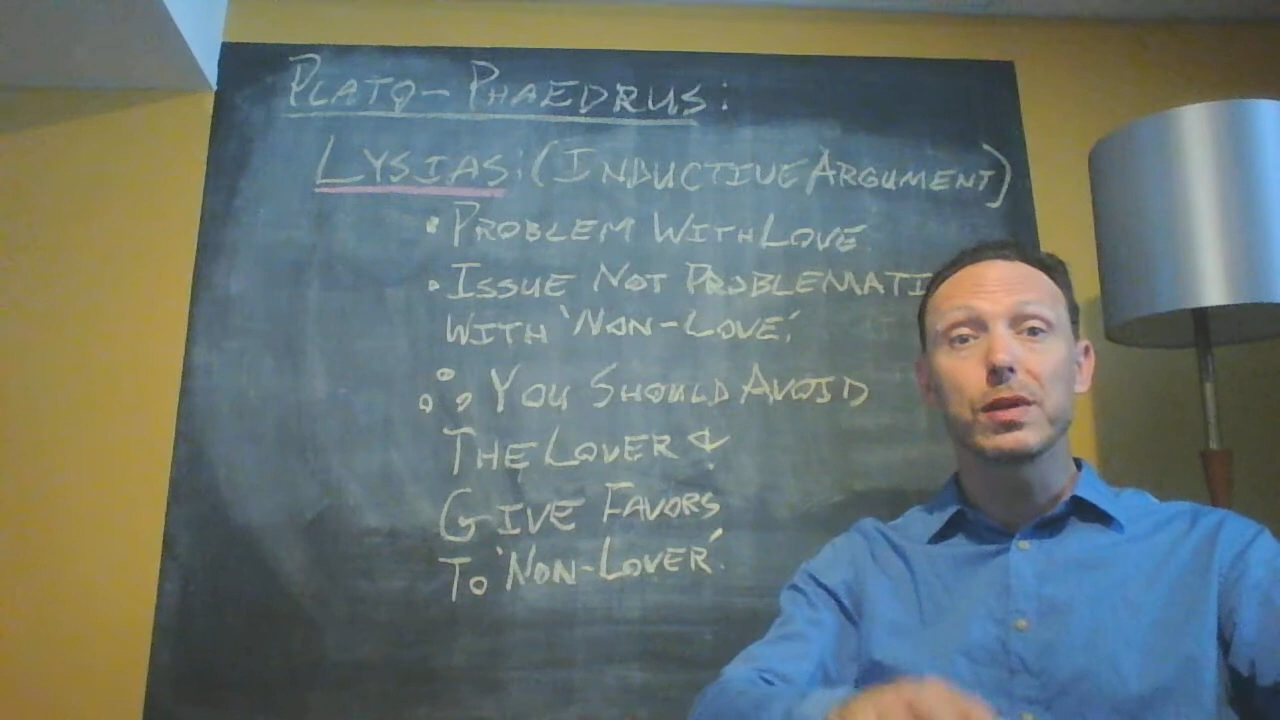 PLATO - PHAEDRUS:
LYSIAS: (INDUCTIVE ARGUMENT)
• PROBLEM WITH LOVE
• ISSUE NOT PROBLEMATI
WITH 'NON-LOVE'.
∴ YOU SHOULD AVOID
THE LOVER &
GIVE FAVORS
TO 'NON-LOVER'.